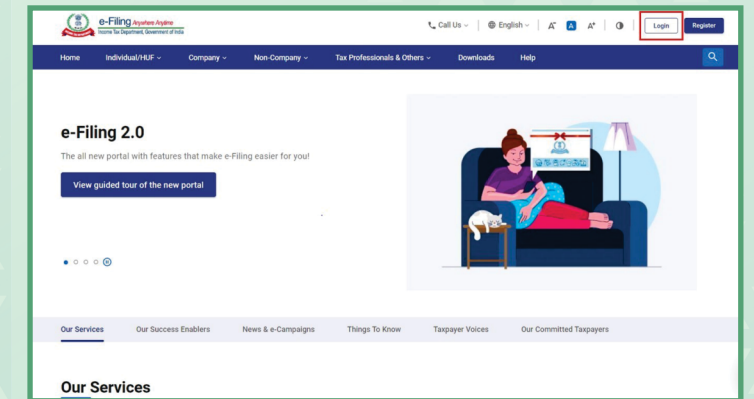 e-Filing Anywhere Anytime
Income Tax Department, Government of India
Call Us
English
A- A A+
Login
Register
Home Individual/HUF Company Non-Company Tax Professionals & Others Downloads Help
e-Filing 2.0
The all new portal with features that make e-Filing easier for you!
View guided tour of the new portal
Our Services Our Success Enablers News & e-Campaigns Things To Know Taxpayer Voices Our Committed Taxpayers
Our Services